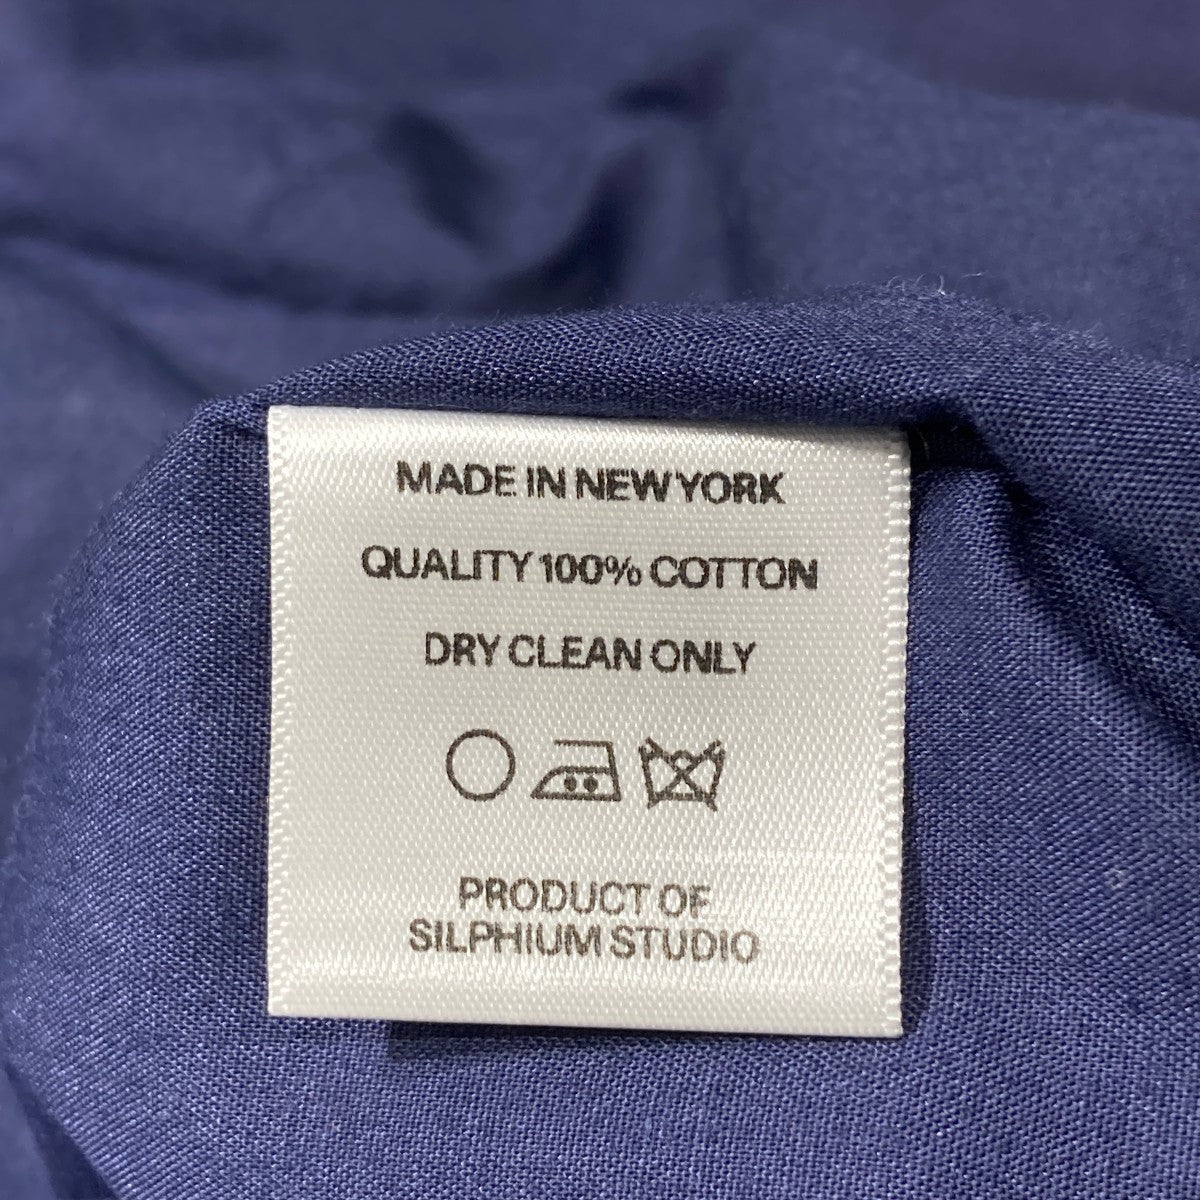 MADE IN NEW YORK
QUALITY 100% COTTON
DRY CLEAN ONLY
PRODUCT OF
SILPHIUM STUDIO